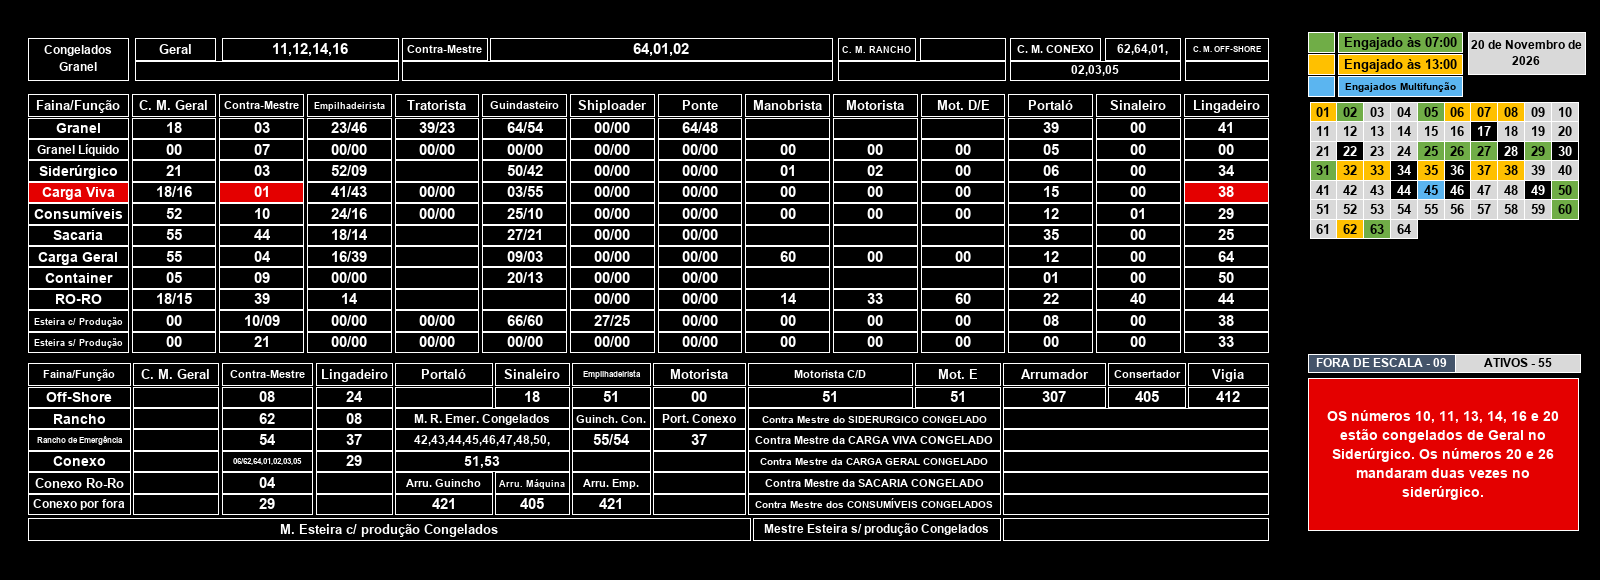 Congelados Granel Geral 11,12,14,16 Contra-Mestre 64,01,02 C. M. RANCHO C. M. CONEXO 62,64,01, C. M. OFF-SHORE
02,03,05
Faina/Função C. M. Geral Contra-Mestre Empilhadeirista Tratorista Guindasteiro Shiploader Ponte Manobrista Motorista Mot. D/E Portaló Sinaleiro Lingadeiro
Granel 18 03 23/46 39/23 64/54 00/00 64/48 39 00 41
Granel Líquido 00 07 00/00 00/00 00/00 00/00 00/00 00 00 00 05 00 00
Siderúrgico 21 03 52/09 50/42 00/00 00/00 01 02 00 06 00 34
Carga Viva 18/16 01 41/43 00/00 03/55 00/00 00/00 00 00 00 15 00 38
Consumíveis 52 10 24/16 00/00 25/10 00/00 00/00 00 00 00 12 01 29
Sacaria 55 44 18/14 27/21 00/00 00/00 35 00 25
Carga Geral 55 04 16/39 09/03 00/00 00/00 60 00 00 12 00 64
Container 05 09 00/00 20/13 00/00 00/00 01 00 50
RO-RO 18/15 39 14 00/00 00/00 14 33 60 22 40 44
Esteira c/ Produção 00 10/09 00/00 00/00 66/60 27/25 00/00 00 00 00 08 00 38
Esteira s/ Produção 00 21 00/00 00/00 00/00 00/00 00/00 00 00 00 00 00 33
Faina/Função C. M. Geral Contra-Mestre Lingadeiro Portaló Sinaleiro Empilhadeirista Motorista Motorista C/D Mot. E Arrumador Consertador Vigia
Off-Shore 08 24 18 51 00 51 51 307 405 412
Rancho 62 08 M. R. Emer. Congelados Guinch. Con. Port. Conexo Contra Mestre do SIDERURGICO CONGELADO
Rancho de Emergência 54 37 42,43,44,45,46,47,48,50, 55/54 37 Contra Mestre da CARGA VIVA CONGELADO
Conexo 06/62,64,01,02,03,05 29 51,53 Contra Mestre da CARGA GERAL CONGELADO
Conexo Ro-Ro 04 Arru. Guincho Arru. Máquina Arru. Emp. Contra Mestre da SACARIA CONGELADO
Conexo por fora 29 421 405 421 Contra Mestre dos CONSUMÍVEIS CONGELADOS
M. Esteira c/ produção Congelados Mestre Esteira s/ produção Congelados
Engajado às 07:00
Engajado às 13:00
Engajados Multifunção
20 de Novembro de
2026
01 02 03 04 05 06 07 08 09 10
11 12 13 14 15 16 17 18 19 20
21 22 23 24 25 26 27 28 29 30
31 32 33 34 35 36 37 38 39 40
41 42 43 44 45 46 47 48 49 50
51 52 53 54 55 56 57 58 59 60
61 62 63 64
FORA DE ESCALA - 09 ATIVOS - 55
OS números 10, 11, 13, 14, 16 e 20
estão congelados de Geral no
Siderúrgico. Os números 20 e 26
mandaram duas vezes no
siderúrgico.